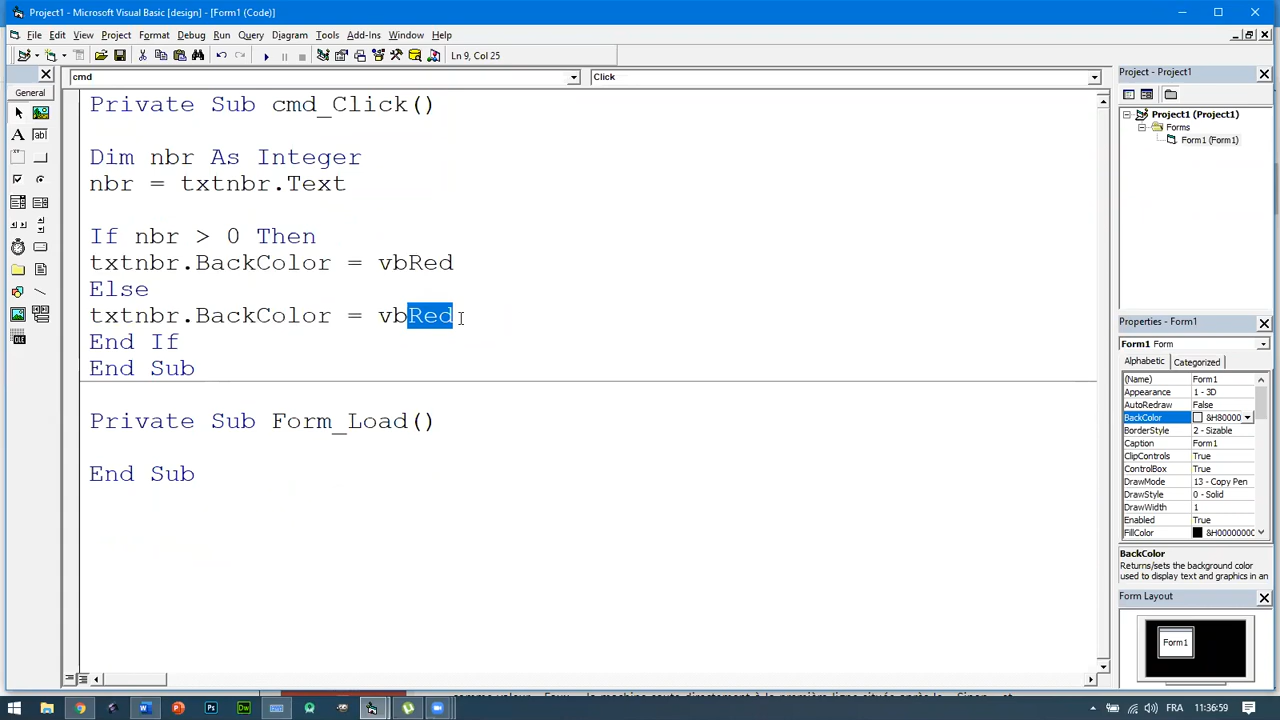 Project1 - Microsoft Visual Basic [design] - [Form1 (Code)]
File Edit View Project Format Debug Run Query Diagram Tools Add-Ins Window Help
Ln 9, Col 25
General
cmd
Click
Private Sub cmd_Click()
Dim nbr As Integer
nbr = txtnbr.Text
If nbr > 0 Then
txtnbr.BackColor = vbRed
Else
txtnbr.BackColor = vbRed
End If
End Sub
Private Sub Form_Load()
End Sub
Project - Project1
Project1 (Project1)
Forms
Form1 (Form1)
Properties - Form1
Form1 Form
Alphabetic Categorized
(Name) Form1
Appearance 1 - 3D
AutoRedraw False
BackColor &H80000
BorderStyle 2 - Sizable
Caption Form1
ClipControls True
ControlBox True
DrawMode 13 - Copy Pen
DrawStyle 0 - Solid
DrawWidth 1
Enabled True
FillColor &H00000000
BackColor
Returns/sets the background color
used to display text and graphics in an
Form Layout
Form1
FRA 11:36:59